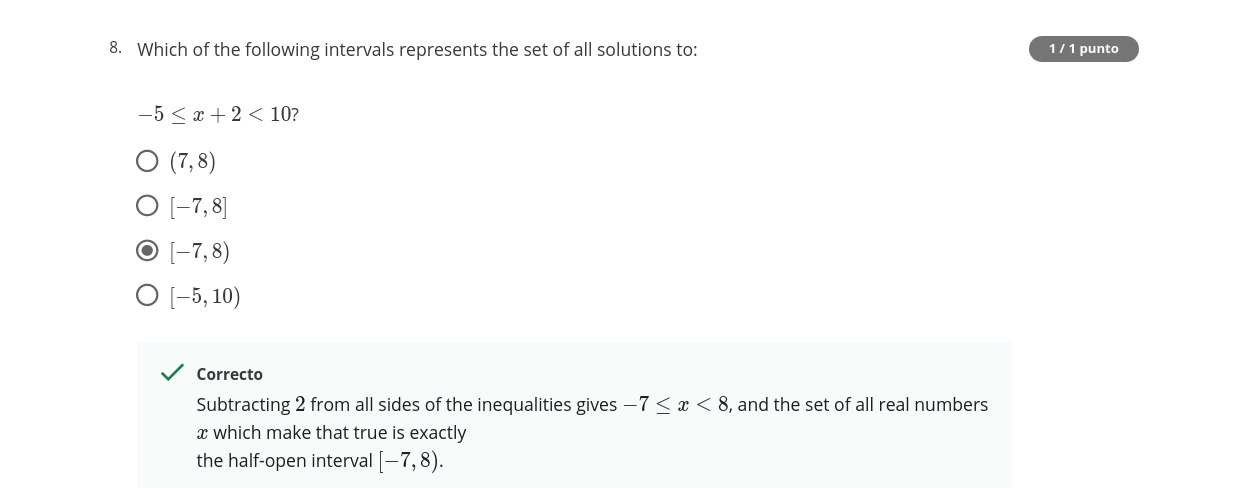 8. Which of the following intervals represents the set of all solutions to:
1 / 1 punto
−5 ≤ x + 2 < 10?
(7, 8)
[−7, 8]
[−7, 8)
[−5, 10)
Correcto
Subtracting 2 from all sides of the inequalities gives −7 ≤ x < 8, and the set of all real numbers
x which make that true is exactly
the half-open interval [−7, 8).